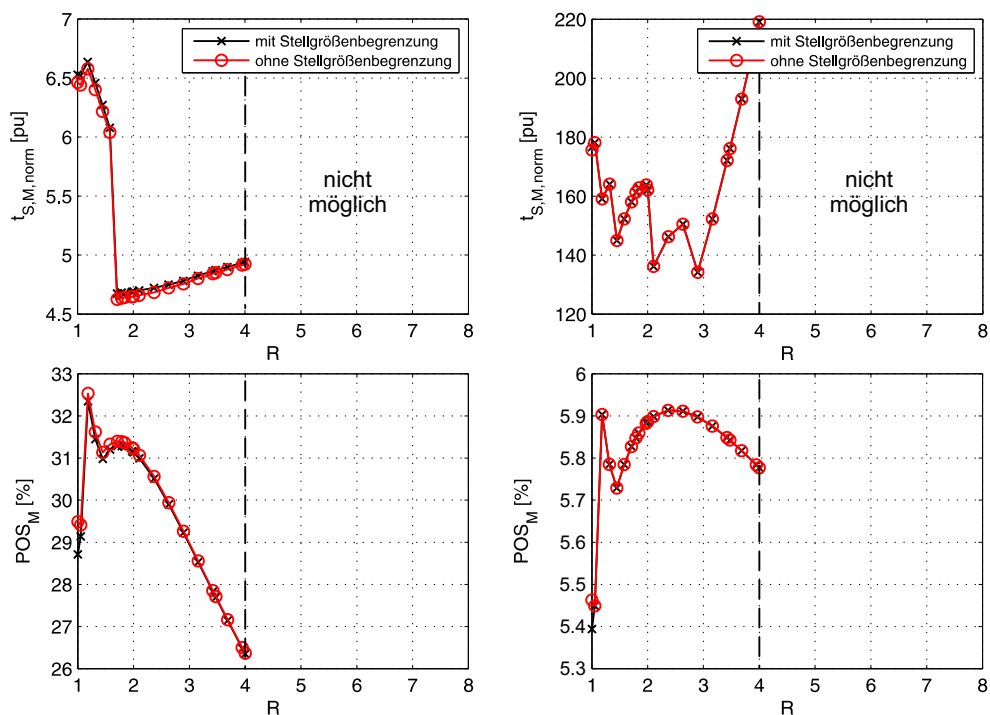 7
6.5
6
5.5
5
4.5
t_S,M,norm [pu]
mit Stellgrößenbegrenzung
ohne Stellgrößenbegrenzung
nicht
möglich
1 2 3 4 5 6 7 8
R
220
200
180
160
140
120
t_S,M,norm [pu]
mit Stellgrößenbegrenzung
ohne Stellgrößenbegrenzung
nicht
möglich
1 2 3 4 5 6 7 8
R
33
32
31
30
29
28
27
26
POS_M [%]
1 2 3 4 5 6 7 8
R
6
5.9
5.8
5.7
5.6
5.5
5.4
5.3
POS_M [%]
1 2 3 4 5 6 7 8
R